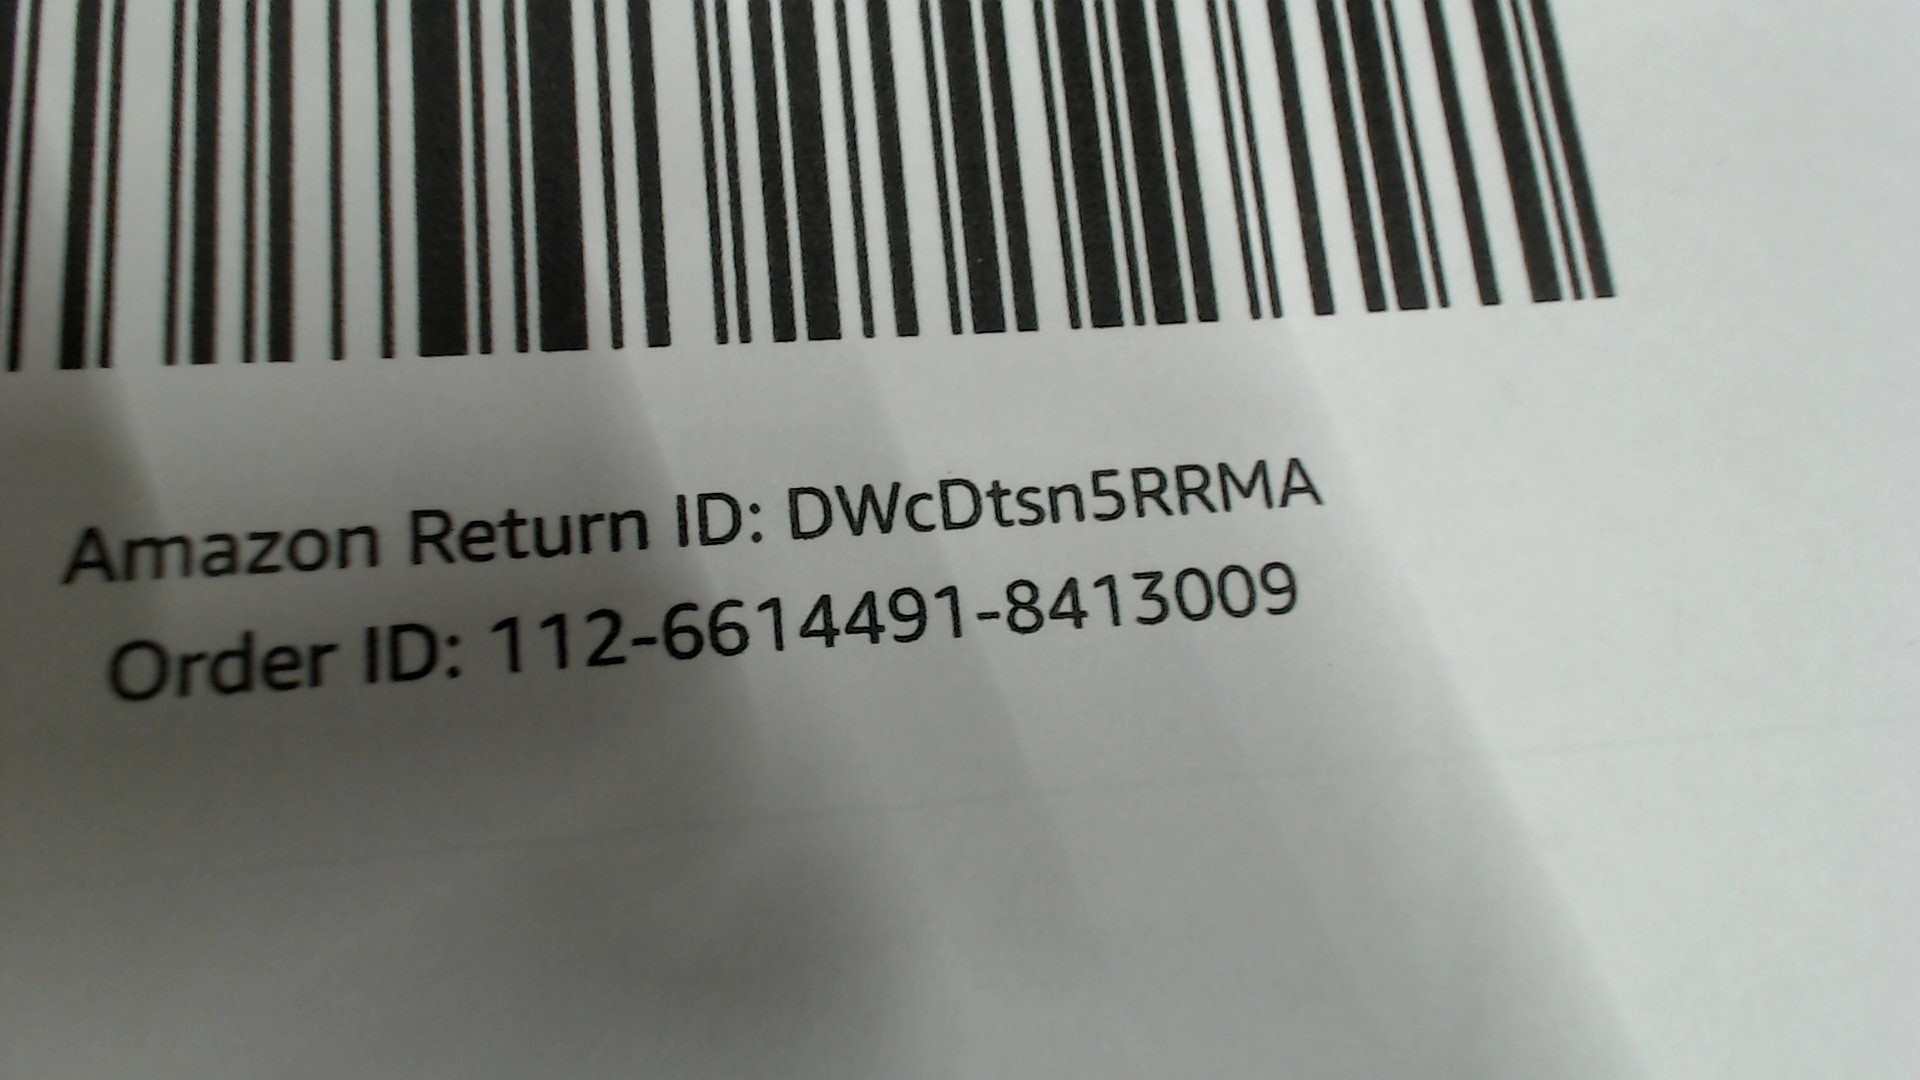 Amazon Return ID: DWcDtsn5RRMA
Order ID: 112-6614491-8413009